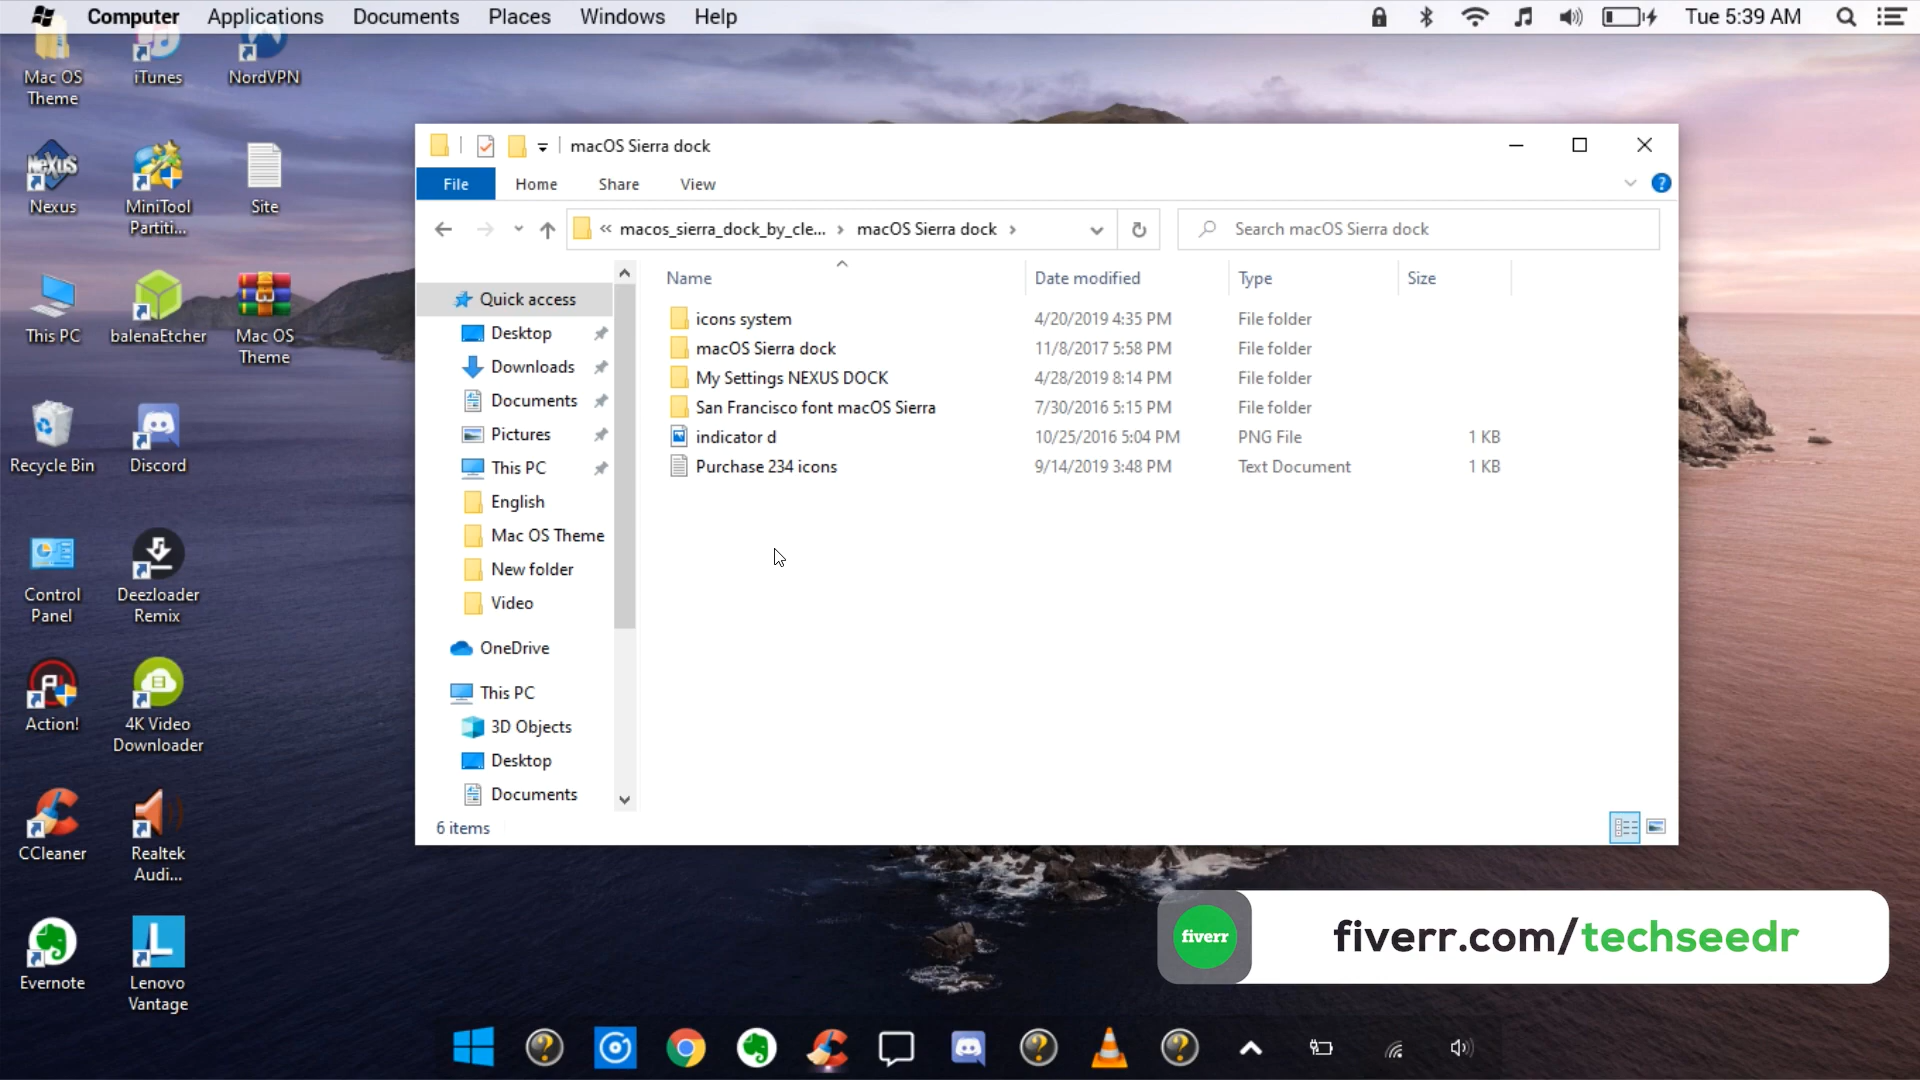 Computer Applications Documents Places Windows Help
Tue 5:39 AM
Mac OS
Theme
iTunes
NordVPN
Nexus
MiniTool
Partiti...
Site
This PC
balenaEtcher
Mac OS
Theme
Recycle Bin
Discord
Control
Panel
Deezloader
Remix
Action!
4K Video
Downloader
CCleaner
Realtek
Audi...
Evernote
Lenovo
Vantage
macOS Sierra dock
File Home Share View
« macos_sierra_dock_by_cle... › macOS Sierra dock ›
Search macOS Sierra dock
Quick access
Desktop
Downloads
Documents
Pictures
This PC
English
Mac OS Theme
New folder
Video
OneDrive
This PC
3D Objects
Desktop
Documents
Name Date modified Type Size
icons system 4/20/2019 4:35 PM File folder
macOS Sierra dock 11/8/2017 5:58 PM File folder
My Settings NEXUS DOCK 4/28/2019 8:14 PM File folder
San Francisco font macOS Sierra 7/30/2016 5:15 PM File folder
indicator d 10/25/2016 5:04 PM PNG File 1 KB
Purchase 234 icons 9/14/2019 3:48 PM Text Document 1 KB
6 items
fiverr
fiverr.com/techseedr